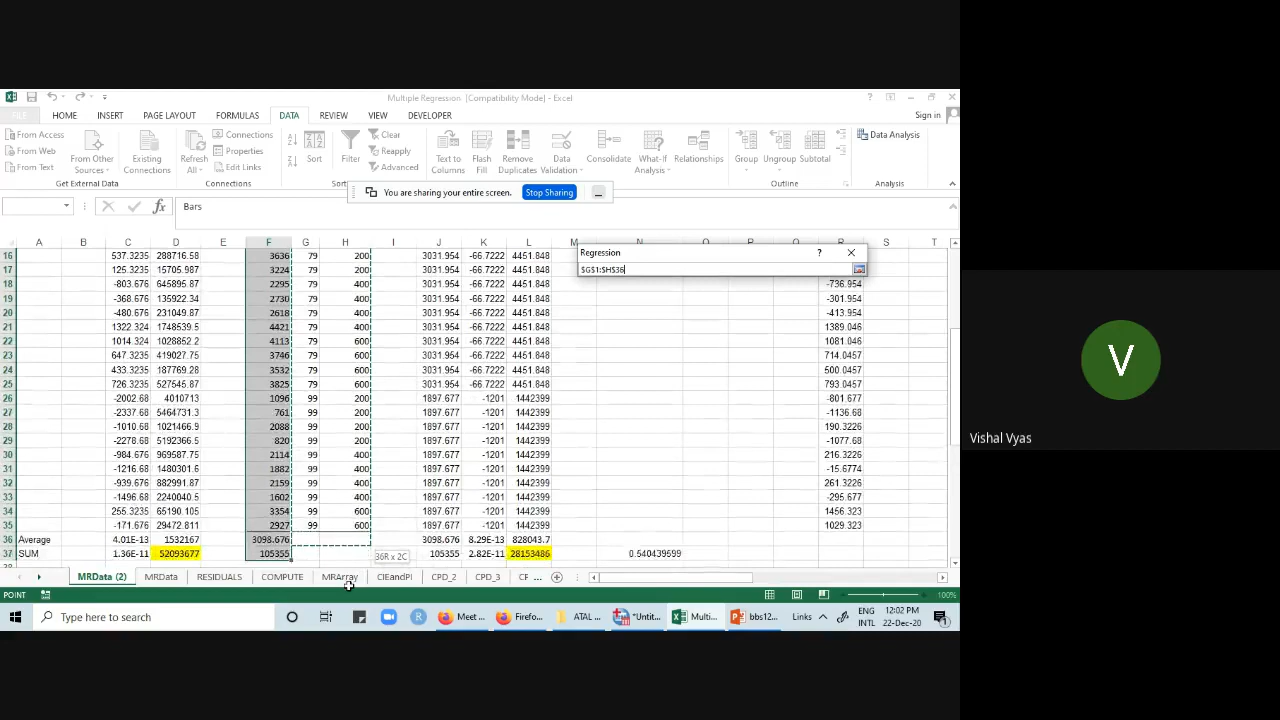 Multiple Regression [Compatibility Mode] - Excel
? 
FILE HOME INSERT PAGE LAYOUT FORMULAS DATA REVIEW VIEW DEVELOPER Sign in
From Access
From Web
From Text
From Other Sources
Existing Connections
Get External Data
Refresh All
Connections
Properties
Edit Links
Connections
Sort
Filter
Clear
Reapply
Advanced
Text to Columns
Flash Fill
Remove Duplicates
Data Validation
Consolidate
What-If Analysis
Relationships
Group
Ungroup
Subtotal
Outline
Data Analysis
Analysis
You are sharing your entire screen. Stop Sharing
fx Bars
A B C D E F G H I J K L M N O P Q R S T
Regression ?
$G$1:$H$36
16 537.3235 288716.58 3636 79 200 3031.954 -66.7222 4451.848
17 125.3235 15705.987 3224 79 200 3031.954 -66.7222 4451.848
18 -803.676 645895.87 2295 79 400 3031.954 -66.7222 4451.848 -736.954
19 -368.676 135922.34 2730 79 400 3031.954 -66.7222 4451.848 -301.954
20 -480.676 231049.87 2618 79 400 3031.954 -66.7222 4451.848 -413.954
21 1322.324 1748539.5 4421 79 400 3031.954 -66.7222 4451.848 1389.046
22 1014.324 1028852.2 4113 79 600 3031.954 -66.7222 4451.848 1081.046
23 647.3235 419027.75 3746 79 600 3031.954 -66.7222 4451.848 714.0457
24 433.3235 187769.28 3532 79 600 3031.954 -66.7222 4451.848 500.0457
25 726.3235 527545.87 3825 79 600 3031.954 -66.7222 4451.848 793.0457
26 -2002.68 4010713 1096 99 200 1897.677 -1201 1442399 -801.677
27 -2337.68 5464731.3 761 99 200 1897.677 -1201 1442399 -1136.68
28 -1010.68 1021466.9 2088 99 200 1897.677 -1201 1442399 190.3226
29 -2278.68 5192366.5 820 99 200 1897.677 -1201 1442399 -1077.68
30 -984.676 969587.75 2114 99 400 1897.677 -1201 1442399 216.3226
31 -1216.68 1480301.6 1882 99 400 1897.677 -1201 1442399 -15.6774
32 -939.676 882991.87 2159 99 400 1897.677 -1201 1442399 261.3226
33 -1496.68 2240040.5 1602 99 400 1897.677 -1201 1442399 -295.677
34 255.3235 65190.105 3354 99 600 1897.677 -1201 1442399 1456.323
35 -171.676 29472.811 2927 99 600 1897.677 -1201 1442399 1029.323
36 Average 4.01E-13 1532167 3098.676 3098.676 8.29E-13 828043.7
37 SUM 1.36E-11 52093677 105355 36R x 2C 105355 2.82E-11 28153486 0.540439599
MRData (2) MRData RESIDUALS COMPUTE MRArray CIEandPI CPD_2 CPD_3 CF ...
POINT 100%
Type here to search
R Meet ... Firefo... ATAL ... *Untit... Multi... bbs12... Links
ENG INTL
12:02 PM
22-Dec-20
1
V
Vishal Vyas